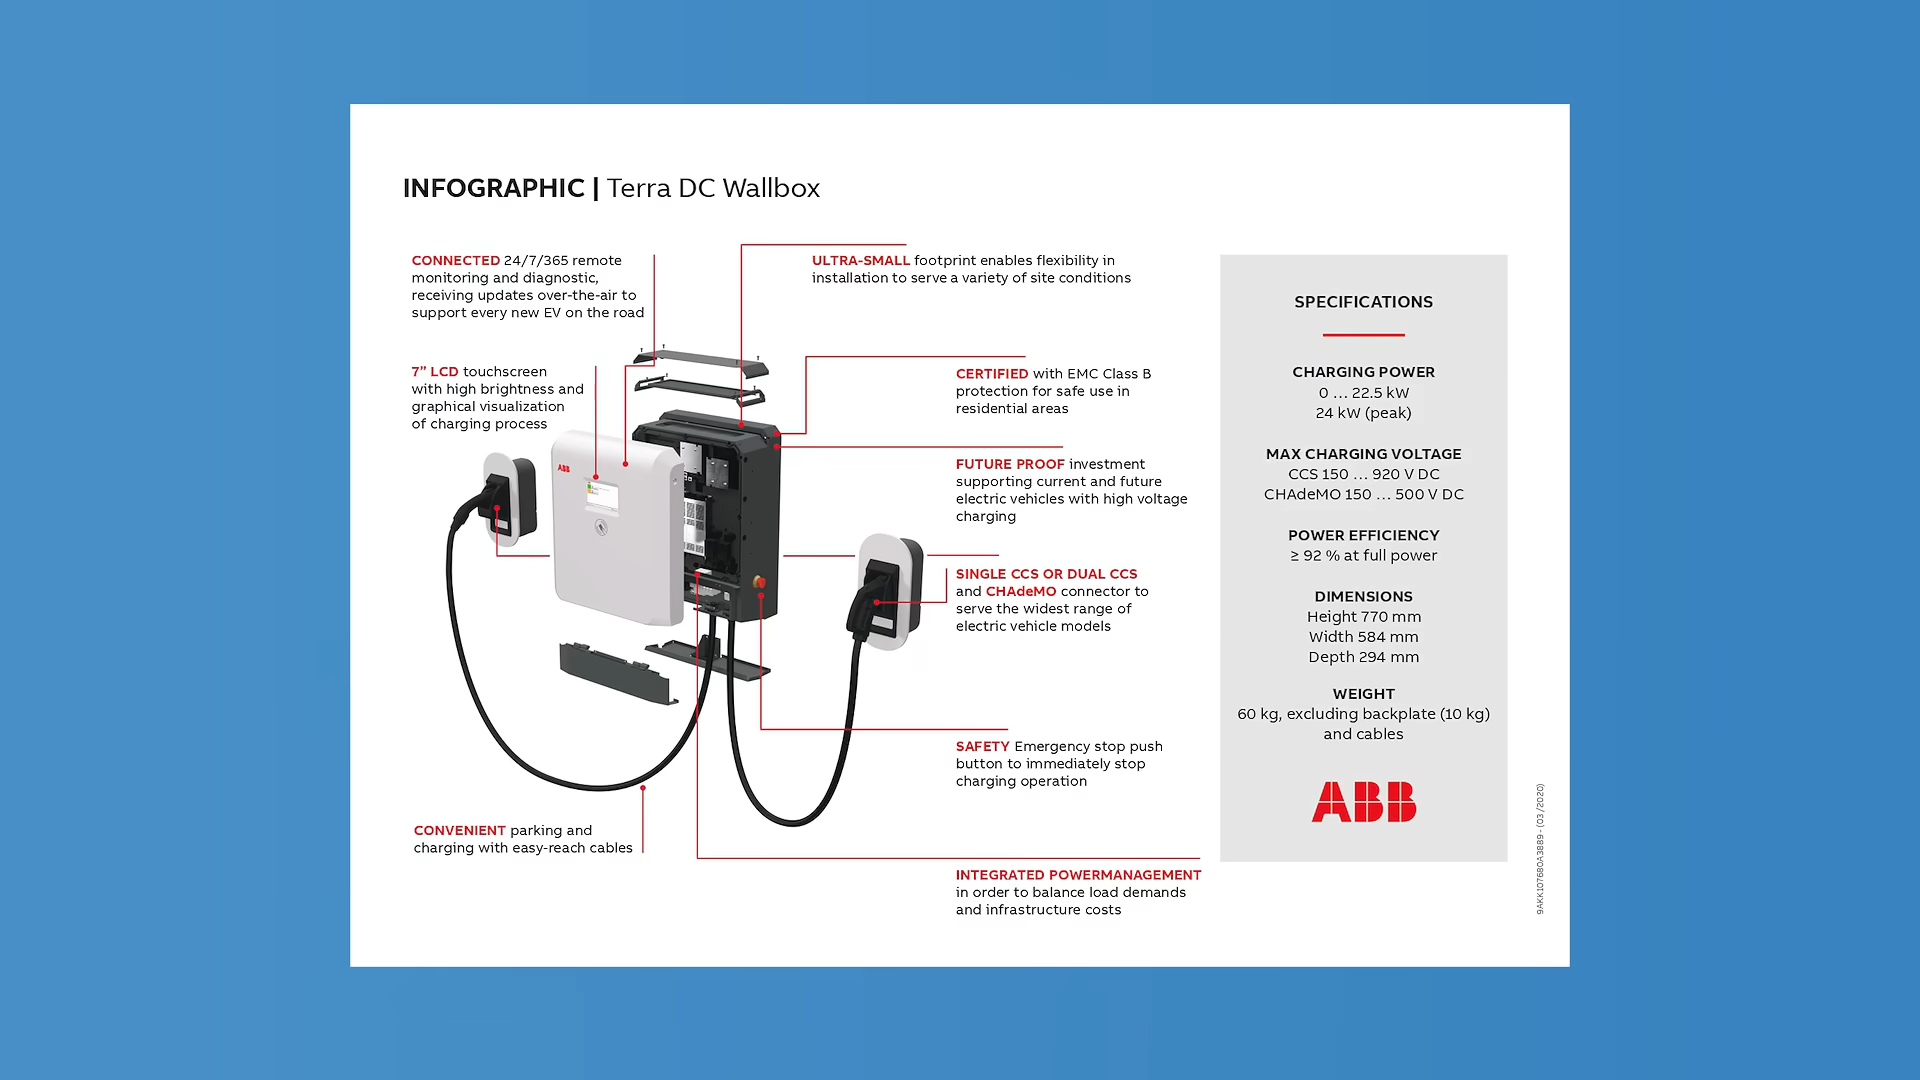 INFOGRAPHIC | Terra DC Wallbox
CONNECTED 24/7/365 remote
monitoring and diagnostic,
receiving updates over-the-air to
support every new EV on the road
7” LCD touchscreen
with high brightness and
graphical visualization
of charging process
ABB
CONVENIENT parking and
charging with easy-reach cables
ULTRA-SMALL footprint enables flexibility in
installation to serve a variety of site conditions
CERTIFIED with EMC Class B
protection for safe use in
residential areas
FUTURE PROOF investment
supporting current and future
electric vehicles with high voltage
charging
SINGLE CCS OR DUAL CCS
and CHAdeMO connector to
serve the widest range of
electric vehicle models
SAFETY Emergency stop push
button to immediately stop
charging operation
INTEGRATED POWERMANAGEMENT
in order to balance load demands
and infrastructure costs
SPECIFICATIONS
CHARGING POWER
0 ... 22.5 kW
24 kW (peak)
MAX CHARGING VOLTAGE
CCS 150 ... 920 V DC
CHAdeMO 150 ... 500 V DC
POWER EFFICIENCY
≥ 92 % at full power
DIMENSIONS
Height 770 mm
Width 584 mm
Depth 294 mm
WEIGHT
60 kg, excluding backplate (10 kg)
and cables
ABB
9AKK107680A3889 - (03/2020)